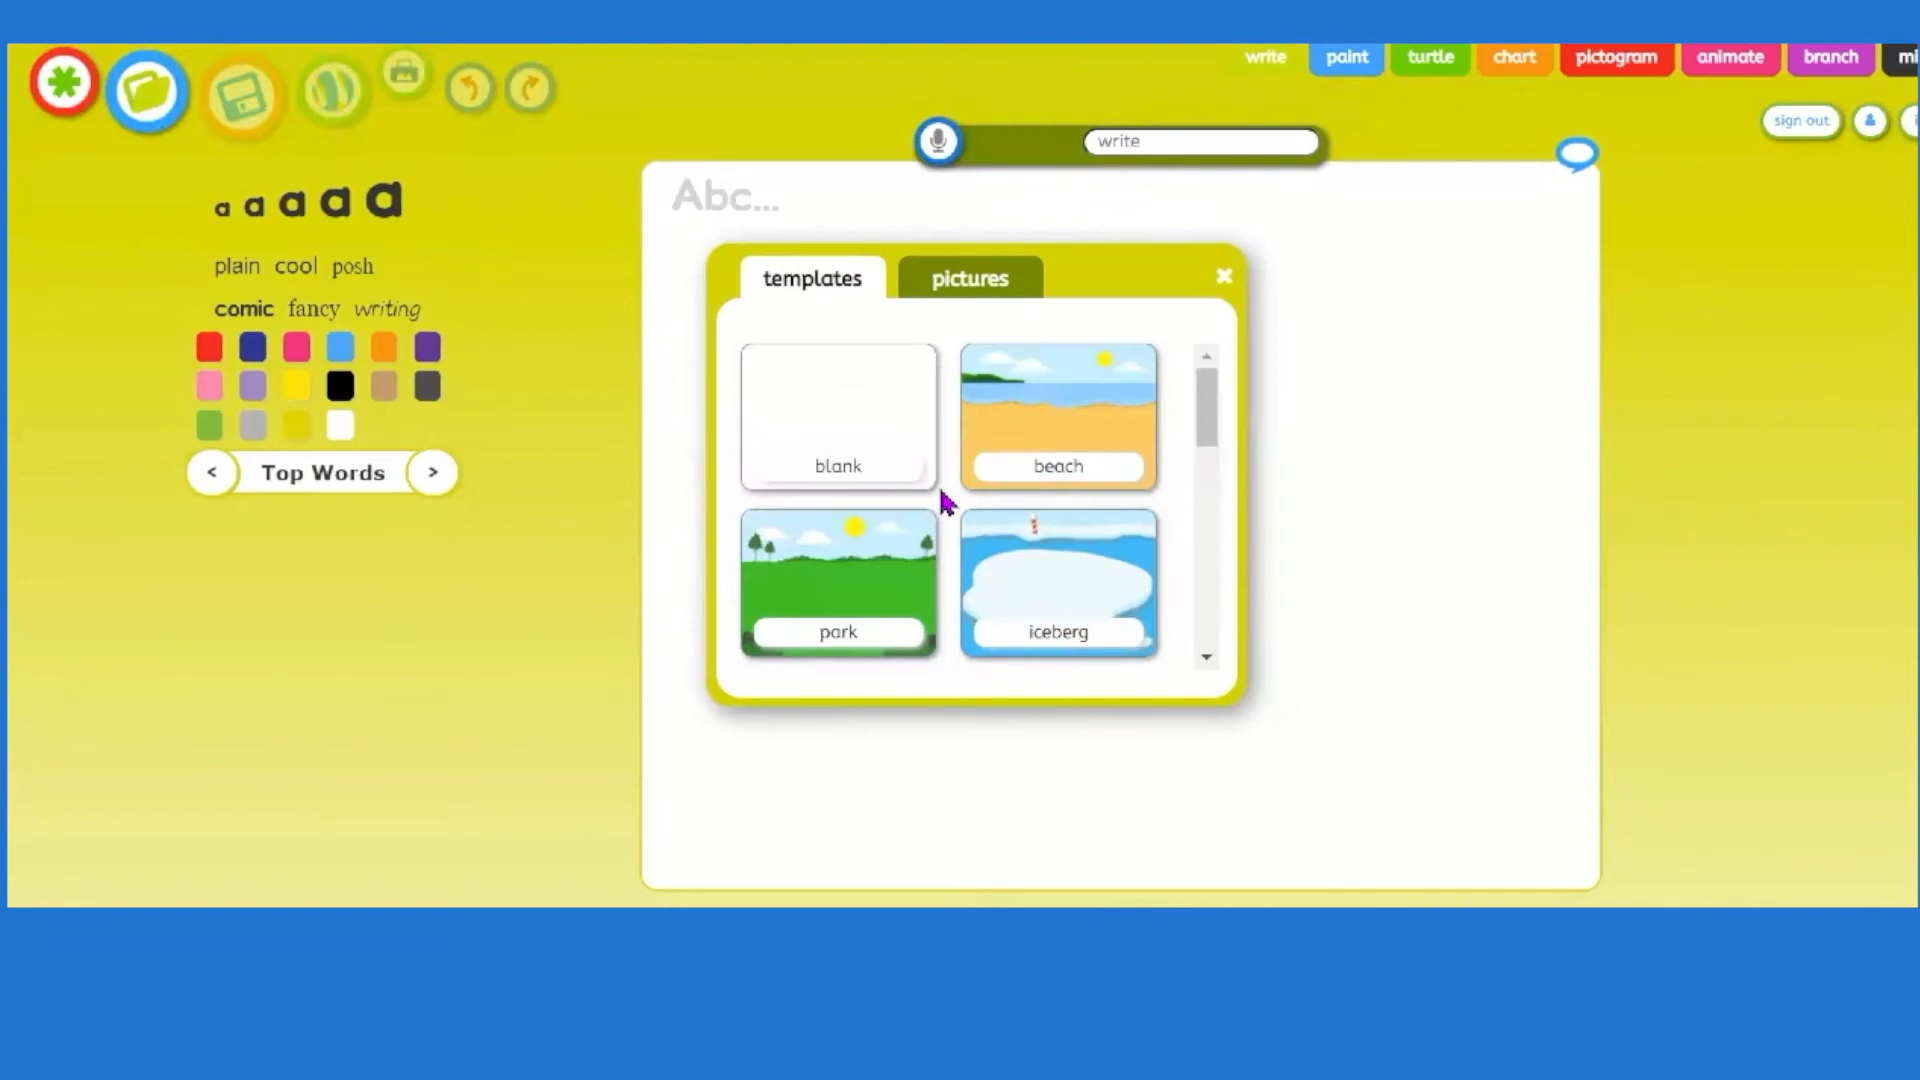 write paint turtle chart pictogram animate branch
sign out
write
Abc...
a a a a a
plain cool posh
comic fancy writing
< Top Words >
templates pictures
blank
beach
park
iceberg